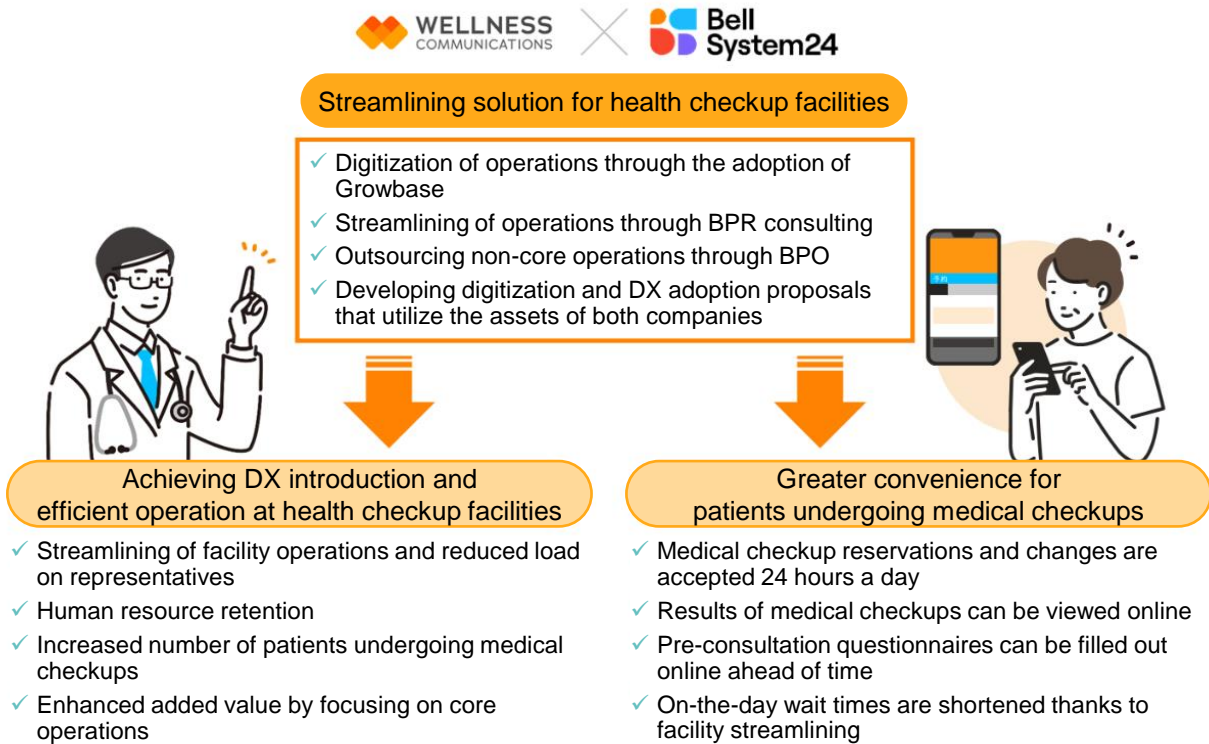 WELLNESS
COMMUNICATIONS
Bell
System24
Streamlining solution for health checkup facilities
✓ Digitization of operations through the adoption of
Growbase
✓ Streamlining of operations through BPR consulting
✓ Outsourcing non-core operations through BPO
✓ Developing digitization and DX adoption proposals
that utilize the assets of both companies
予約
Achieving DX introduction and
efficient operation at health checkup facilities
✓ Streamlining of facility operations and reduced load
on representatives
✓ Human resource retention
✓ Increased number of patients undergoing medical
checkups
✓ Enhanced added value by focusing on core
operations
Greater convenience for
patients undergoing medical checkups
✓ Medical checkup reservations and changes are
accepted 24 hours a day
✓ Results of medical checkups can be viewed online
✓ Pre-consultation questionnaires can be filled out
online ahead of time
✓ On-the-day wait times are shortened thanks to
facility streamlining